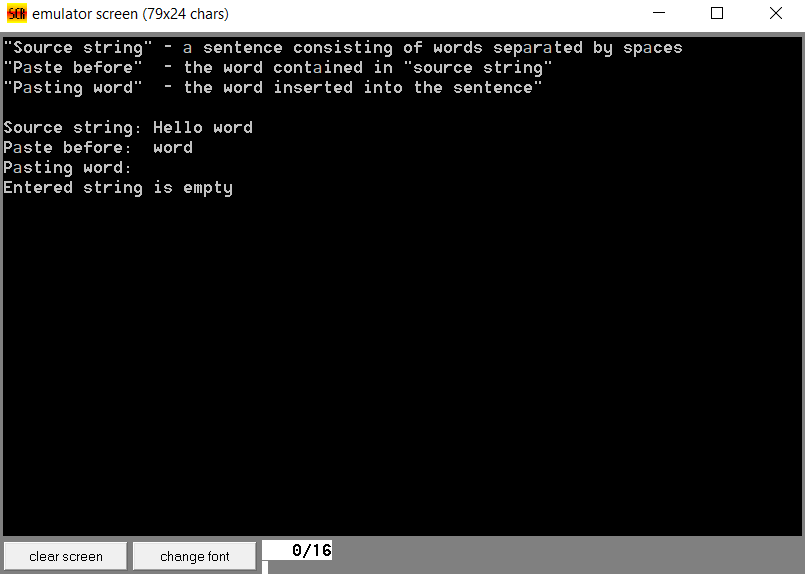 emulator screen (79x24 chars)
"Source string" - a sentence consisting of words separated by spaces
"Paste before"  - the word contained in "source string"
"Pasting word"  - the word inserted into the sentence"
Source string: Hello word
Paste before:  word
Pasting word:
Entered string is empty
clear screen
change font
0/16